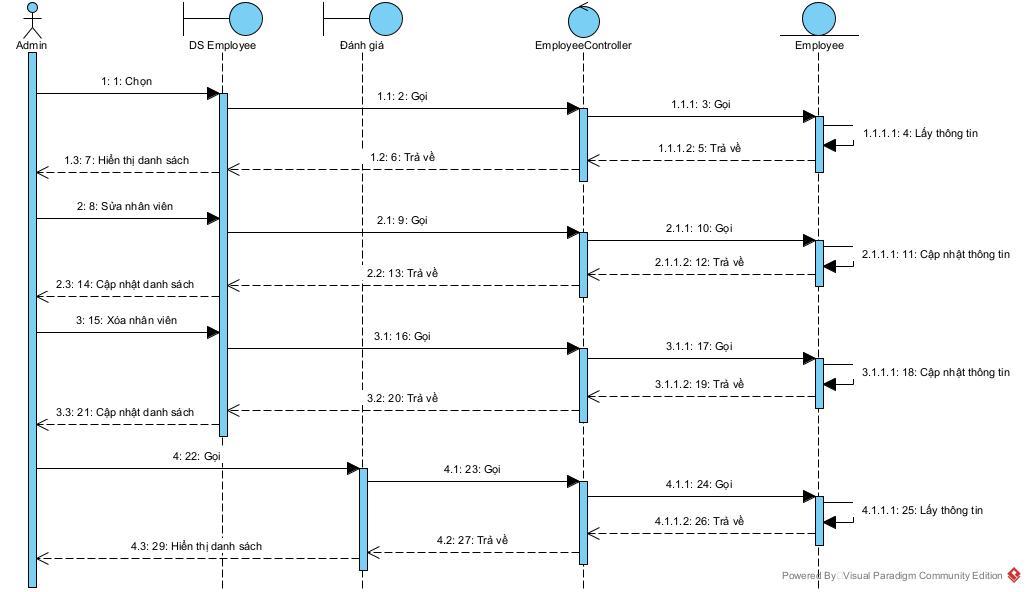 Admin
DS Employee
Đánh giá
EmployeeController
Employee
1: 1: Chọn
1.1: 2: Gọi
1.1.1: 3: Gọi
1.1.1.1: 4: Lấy thông tin
1.1.1.2: 5: Trả về
1.2: 6: Trả về
1.3: 7: Hiển thị danh sách
2: 8: Sửa nhân viên
2.1: 9: Gọi
2.1.1: 10: Gọi
2.1.1.1: 11: Cập nhật thông tin
2.1.1.2: 12: Trả về
2.2: 13: Trả về
2.3: 14: Cập nhật danh sách
3: 15: Xóa nhân viên
3.1: 16: Gọi
3.1.1: 17: Gọi
3.1.1.1: 18: Cập nhật thông tin
3.1.1.2: 19: Trả về
3.2: 20: Trả về
3.3: 21: Cập nhật danh sách
4: 22: Gọi
4.1: 23: Gọi
4.1.1: 24: Gọi
4.1.1.1: 25: Lấy thông tin
4.1.1.2: 26: Trả về
4.2: 27: Trả về
4.3: 29: Hiển thị danh sách
Powered By Visual Paradigm Community Edition